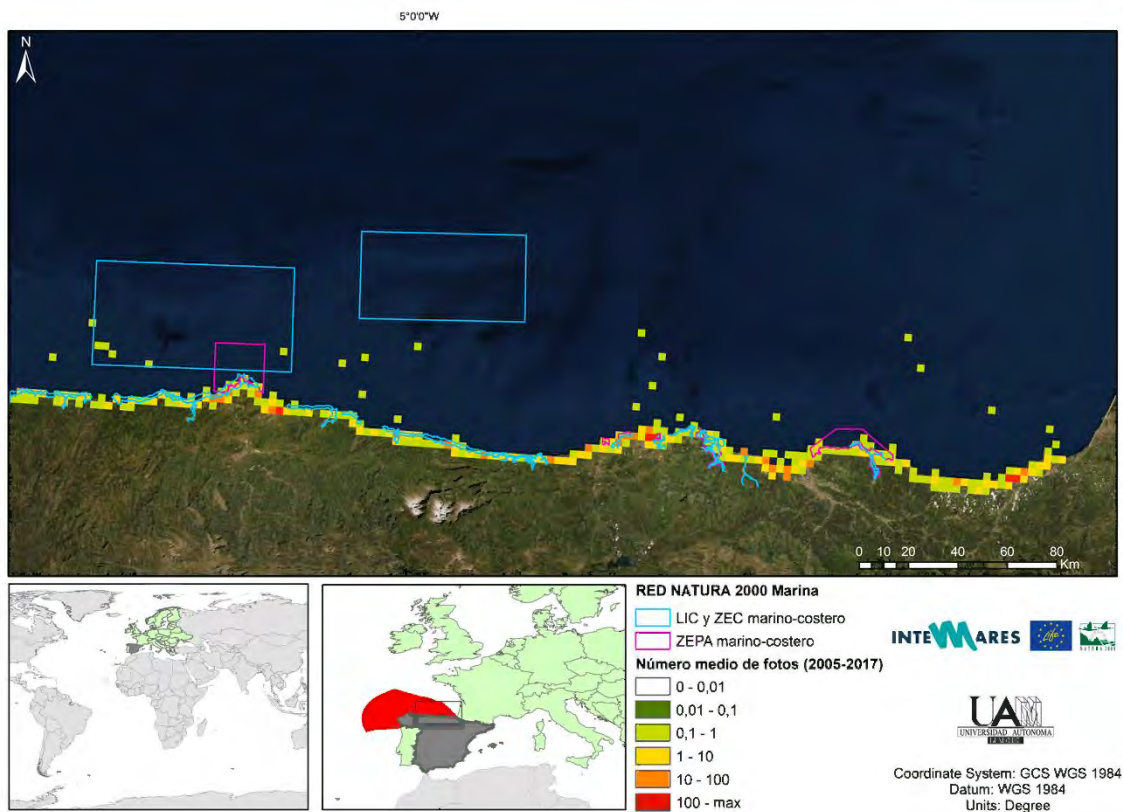 5°0'0"W
N
0 10 20 40 60 80
Km
RED NATURA 2000 Marina
LIC y ZEC marino-costero
ZEPA marino-costero
Número medio de fotos (2005-2017)
0 - 0,01
0,01 - 0,1
0,1 - 1
1 - 10
10 - 100
100 - max
INTEMARES
UAM
UNIVERSIDAD AUTONOMA
Coordinate System: GCS WGS 1984
Datum: WGS 1984
Units: Degree